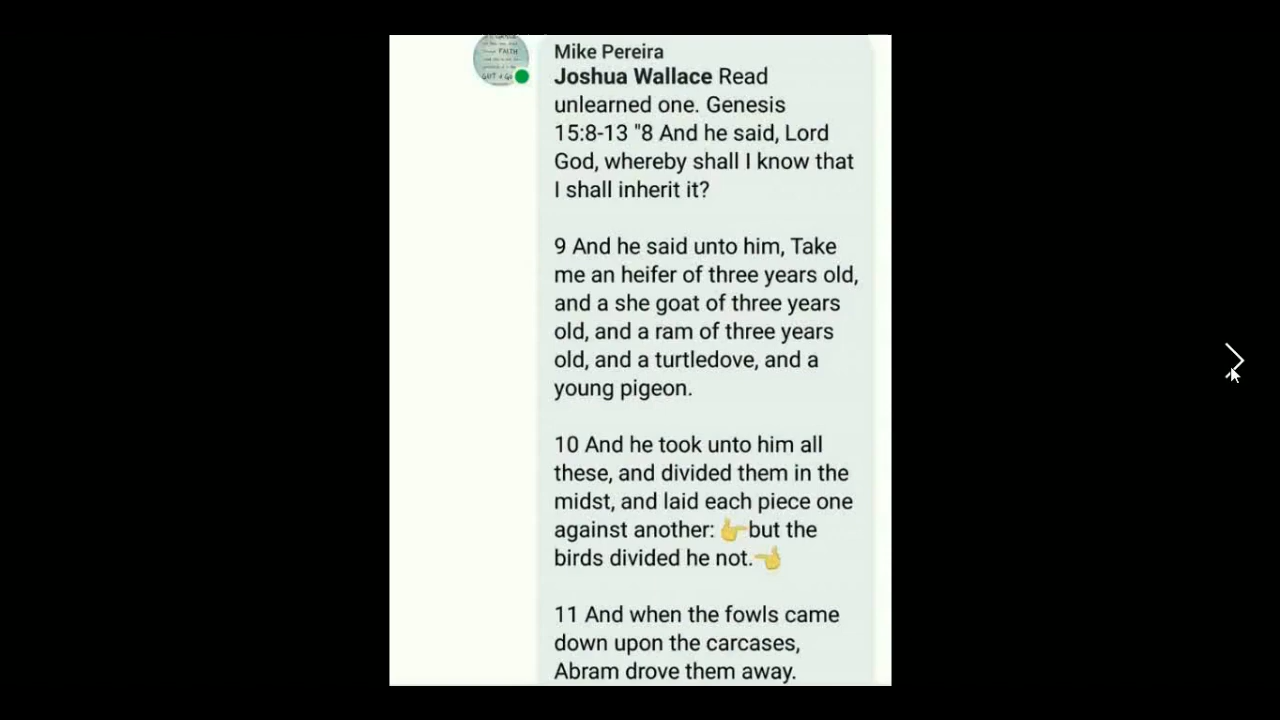 Mike Pereira
FAITH
Joshua Wallace Read
unlearned one. Genesis
15:8-13 "8 And he said, Lord
God, whereby shall I know that
I shall inherit it?
9 And he said unto him, Take
me an heifer of three years old,
and a she goat of three years
old, and a ram of three years
old, and a turtledove, and a
young pigeon.
10 And he took unto him all
these, and divided them in the
midst, and laid each piece one
against another: 👉but the
birds divided he not.👈
11 And when the fowls came
down upon the carcases,
Abram drove them away.